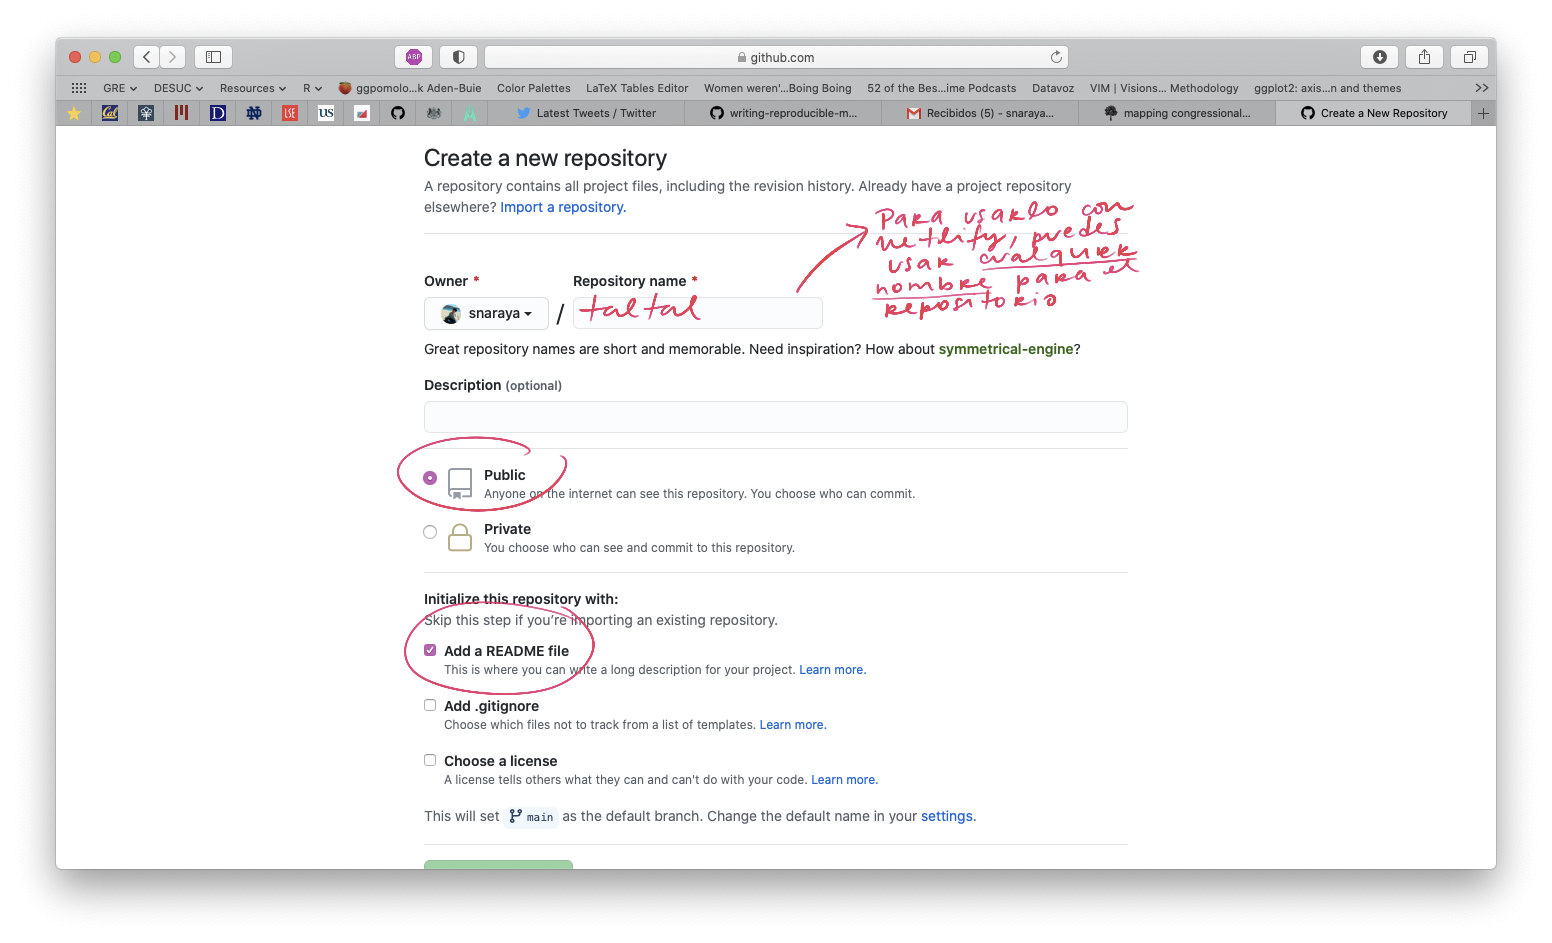 github.com
GRE
DESUC
Resources
R
ggpomolo...k Aden-Buie
Color Palettes
LaTeX Tables Editor
Women weren'...Boing Boing
52 of the Bes...ime Podcasts
Datavoz
VIM | Visions... Methodology
ggplot2: axis...n and themes
Latest Tweets / Twitter
writing-reproducible-m...
Recibidos (5) - snaraya...
mapping congressional...
Create a New Repository
Create a new repository
A repository contains all project files, including the revision history. Already have a project repository
elsewhere? Import a repository.
Para usarlo con
netlify, puedes
usar cualquier
nombre para el
repositorio
Owner *
Repository name *
snaraya
/
taltal
Great repository names are short and memorable. Need inspiration? How about symmetrical-engine?
Description (optional)
Public
Anyone on the internet can see this repository. You choose who can commit.
Private
You choose who can see and commit to this repository.
Initialize this repository with:
Skip this step if you’re importing an existing repository.
Add a README file
This is where you can write a long description for your project. Learn more.
Add .gitignore
Choose which files not to track from a list of templates. Learn more.
Choose a license
A license tells others what they can and can't do with your code. Learn more.
This will set main as the default branch. Change the default name in your settings.